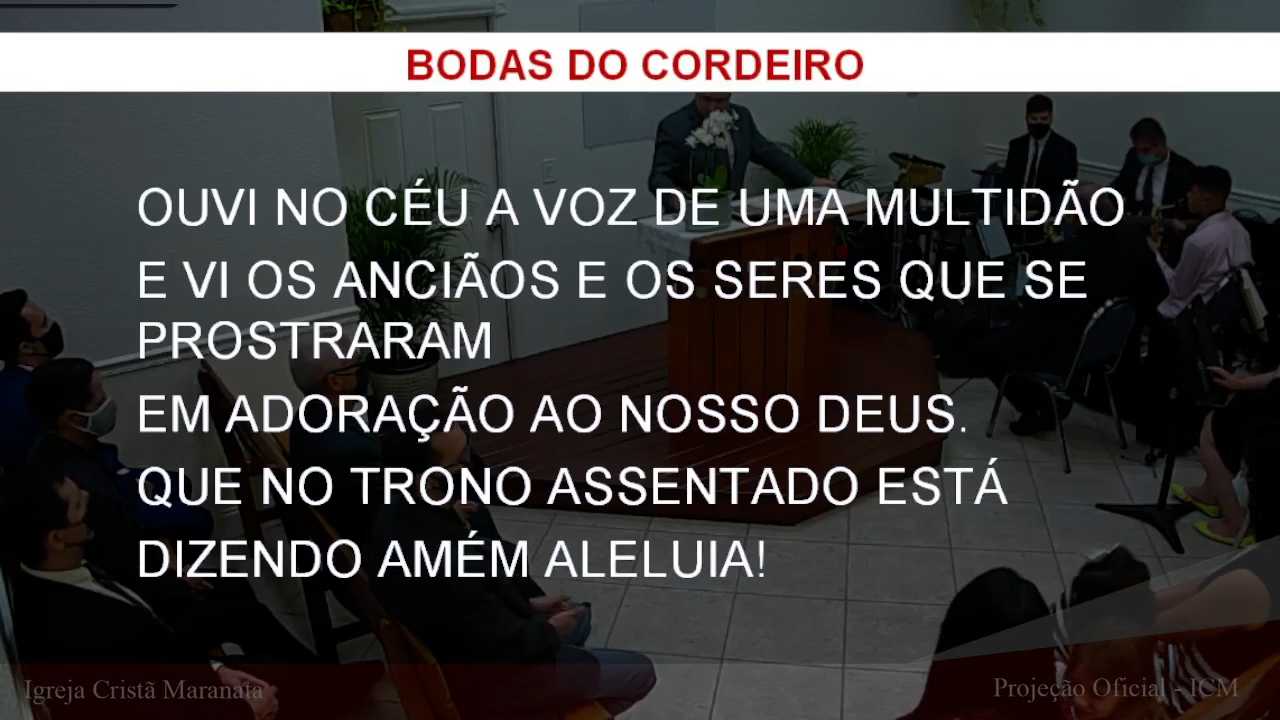 BODAS DO CORDEIRO
OUVI NO CÉU A VOZ DE UMA MULTIDÃO
E VI OS ANCIÃOS E OS SERES QUE SE
PROSTRARAM
EM ADORAÇÃO AO NOSSO DEUS.
QUE NO TRONO ASSENTADO ESTÁ
DIZENDO AMÉM ALELUIA!
Igreja Cristã Maranata
Projeção Oficial - ICM